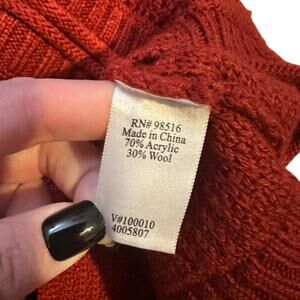 RN# 98516
Made in China
70% Acrylic
30% Wool
V#100010
4005807